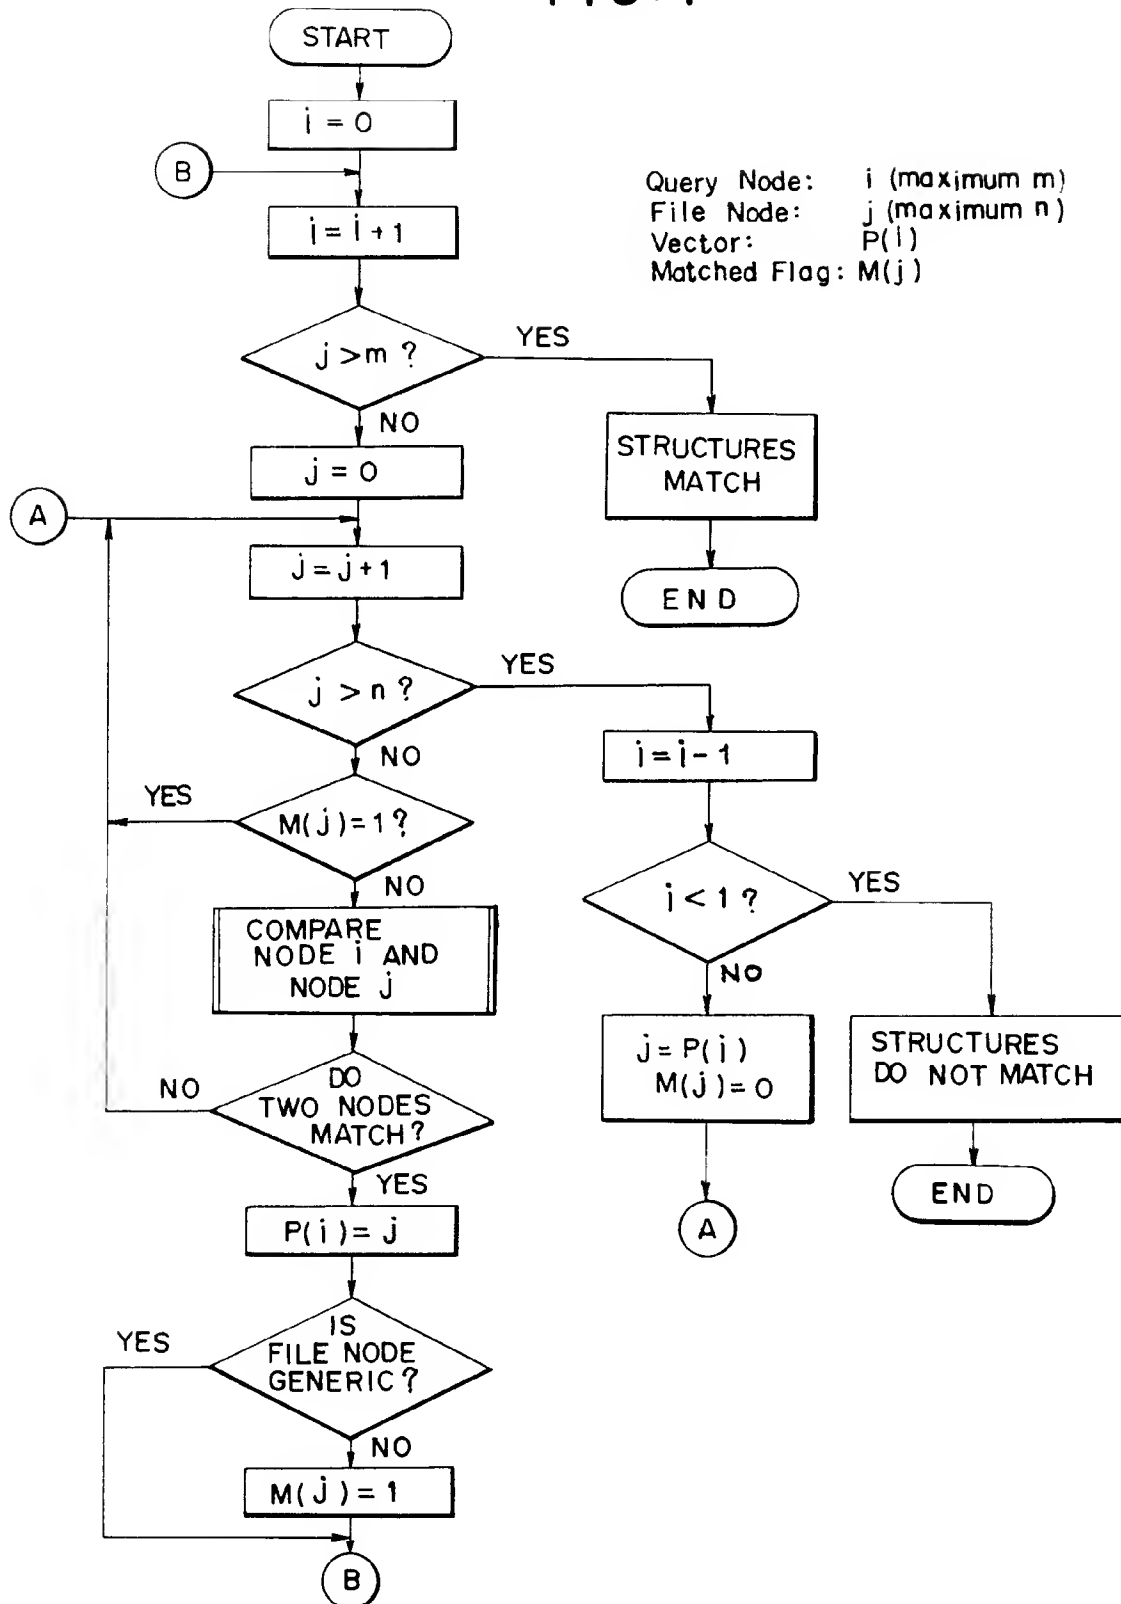 START
i = 0
B
Query Node: i (maximum m)
File Node: j (maximum n)
Vector: P(i)
Matched Flag: M(j)
i = i + 1
j > m ?
YES
NO
STRUCTURES
MATCH
j = 0
A
j = j + 1
END
j > n ?
YES
NO
i = i - 1
YES
M(j) = 1 ?
NO
j < 1 ?
YES
NO
COMPARE
NODE i AND
NODE j
j = P(j)
M(j) = 0
STRUCTURES
DO NOT MATCH
NO
DO
TWO NODES
MATCH ?
YES
END
P(i) = j
A
YES
IS
FILE NODE
GENERIC ?
NO
M(j) = 1
B